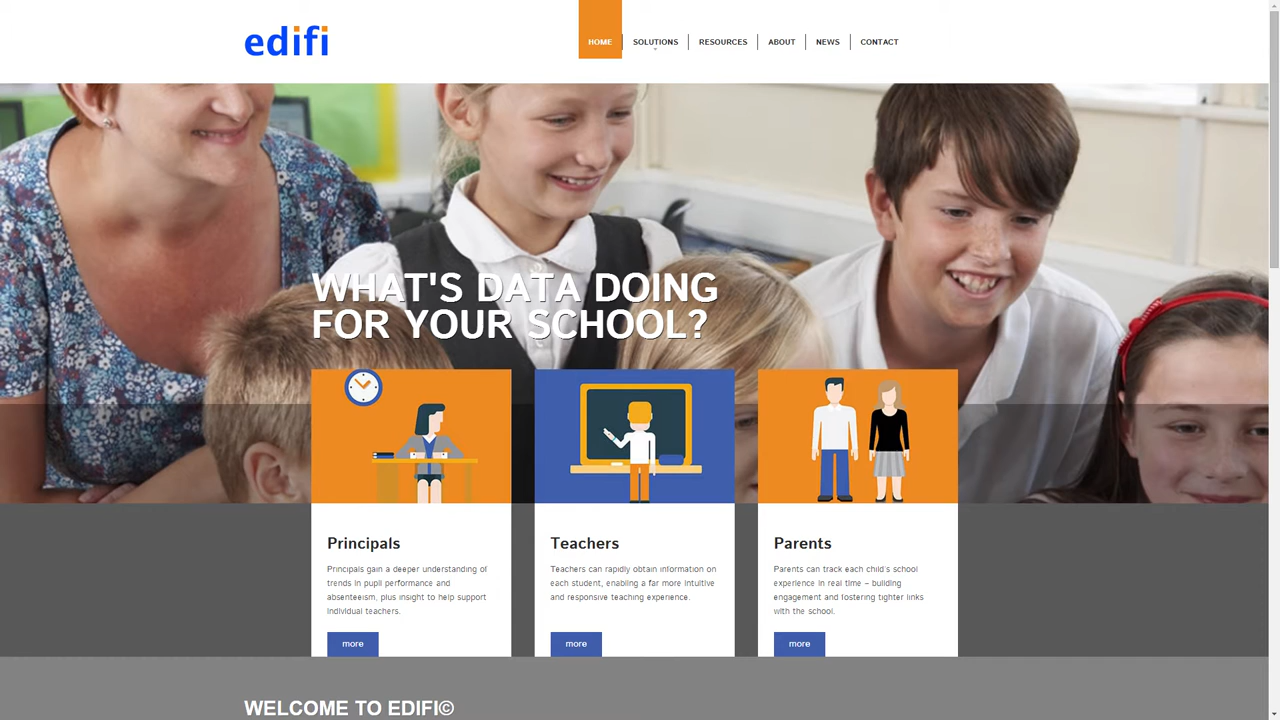 edifi
HOME
SOLUTIONS
RESOURCES
ABOUT
NEWS
CONTACT
WHAT'S DATA DOING
FOR YOUR SCHOOL?
Principals
Principals gain a deeper understanding of
trends in pupil performance and
absenteeism, plus insight to help support
individual teachers.
more
Teachers
Teachers can rapidly obtain information on
each student, enabling a far more intuitive
and responsive teaching experience.
more
Parents
Parents can track each child's school
experience in real time – building
engagement and fostering tighter links
with the school.
more
WELCOME TO EDIFI©